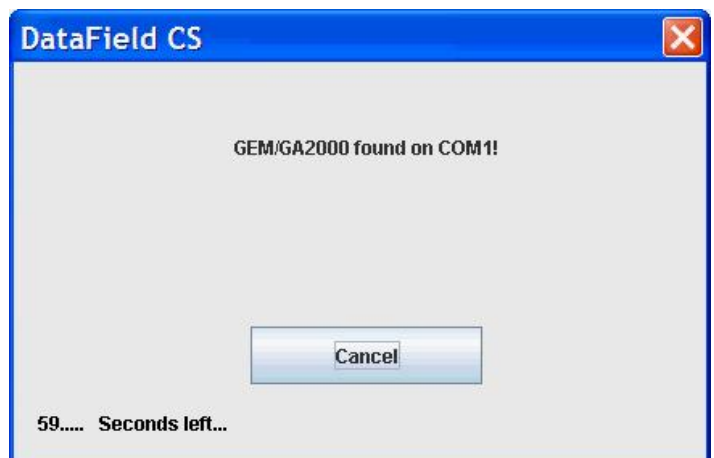 DataField CS
GEM/GA2000 found on COM1!
Cancel
59..... Seconds left...